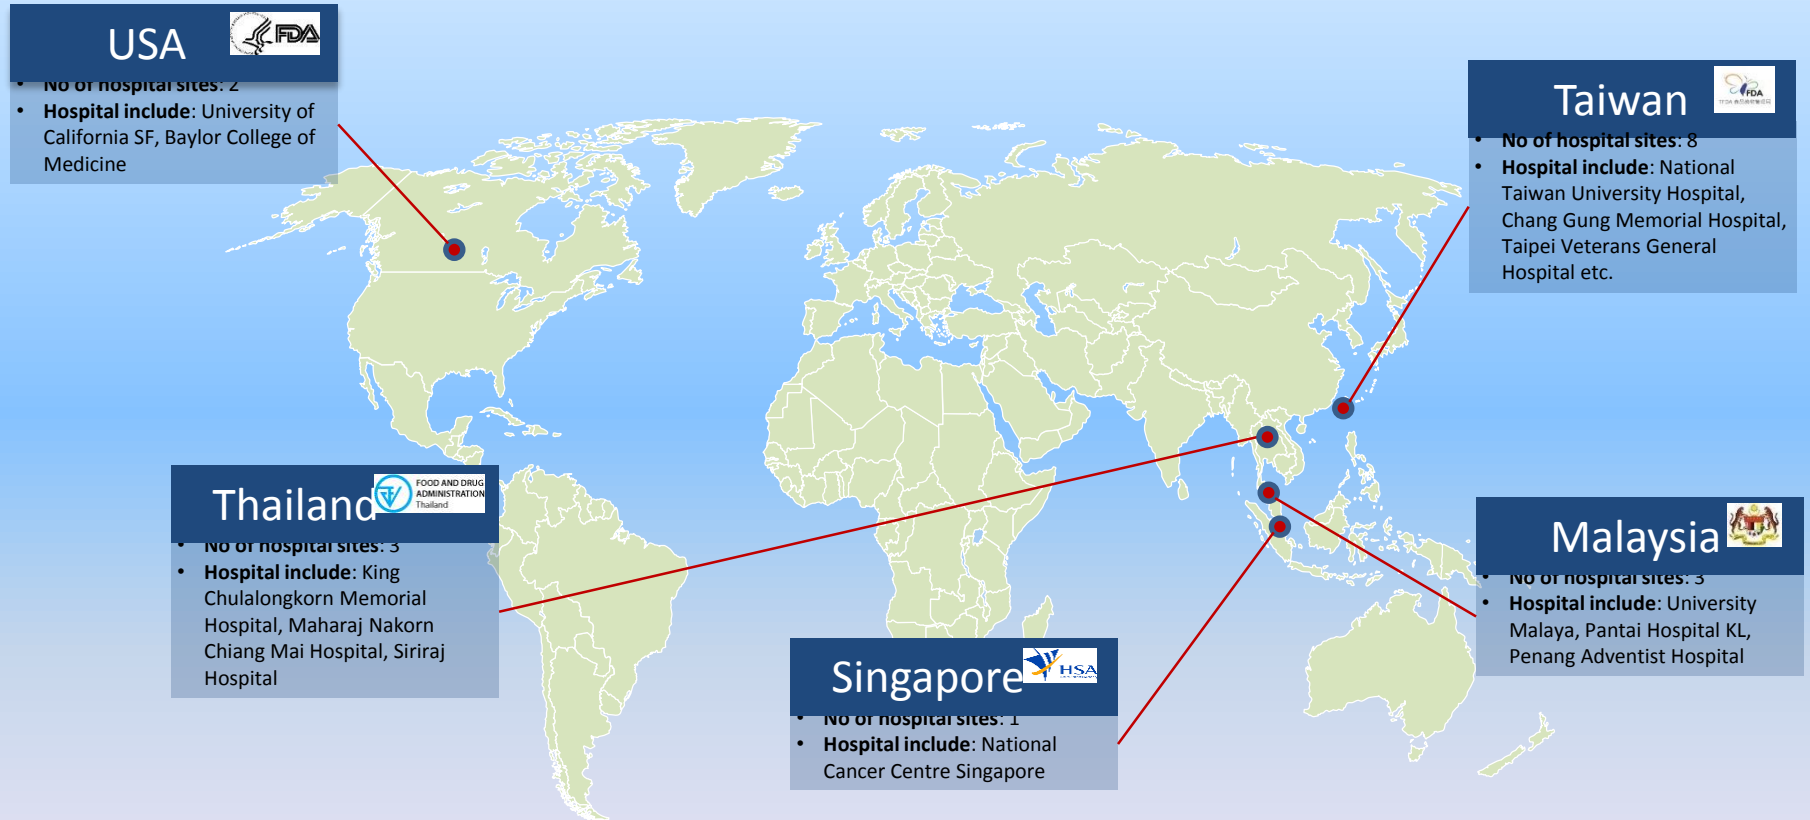 USA
FDA
• No of hospital sites: 2
• Hospital include: University of
California SF, Baylor College of
Medicine
Taiwan
FDA
• No of hospital sites: 8
• Hospital include: National
Taiwan University Hospital,
Chang Gung Memorial Hospital,
Taipei Veterans General
Hospital etc.
Thailand
FOOD AND DRUG
ADMINISTRATION
Thailand
• No of hospital sites: 3
• Hospital include: King
Chulalongkorn Memorial
Hospital, Maharaj Nakorn
Chiang Mai Hospital, Siriraj
Hospital
Malaysia
• No of hospital sites: 3
• Hospital include: University
Malaya, Pantai Hospital KL,
Penang Adventist Hospital
Singapore
HSA
• No of hospital sites: 1
• Hospital include: National
Cancer Centre Singapore